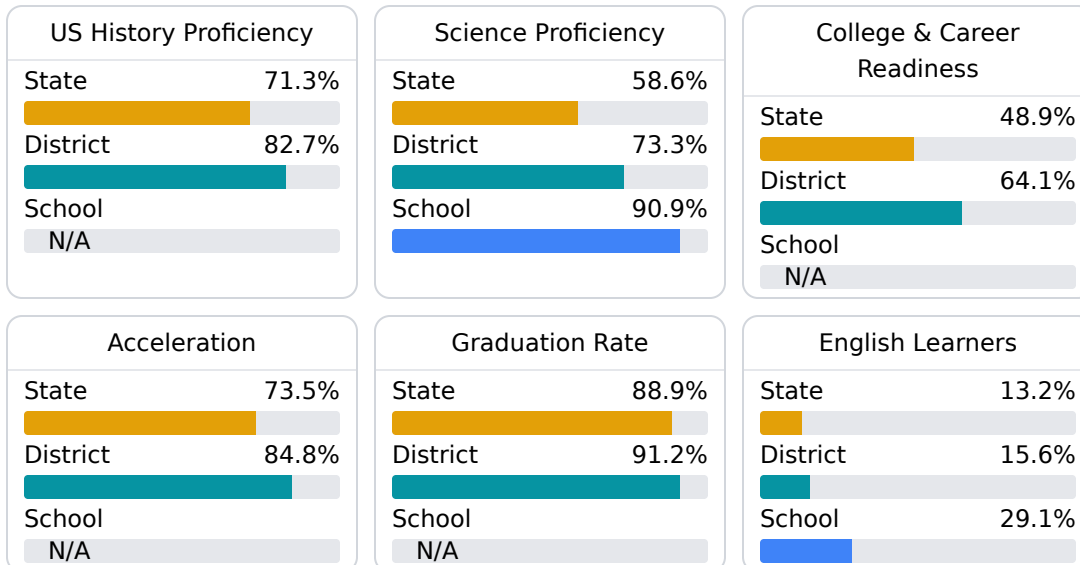 US History Proficiency
State 71.3%
District 82.7%
School
N/A
Science Proficiency
State 58.6%
District 73.3%
School 90.9%
College & Career
Readiness
State 48.9%
District 64.1%
School
N/A
Acceleration
State 73.5%
District 84.8%
School
N/A
Graduation Rate
State 88.9%
District 91.2%
School
N/A
English Learners
State 13.2%
District 15.6%
School 29.1%